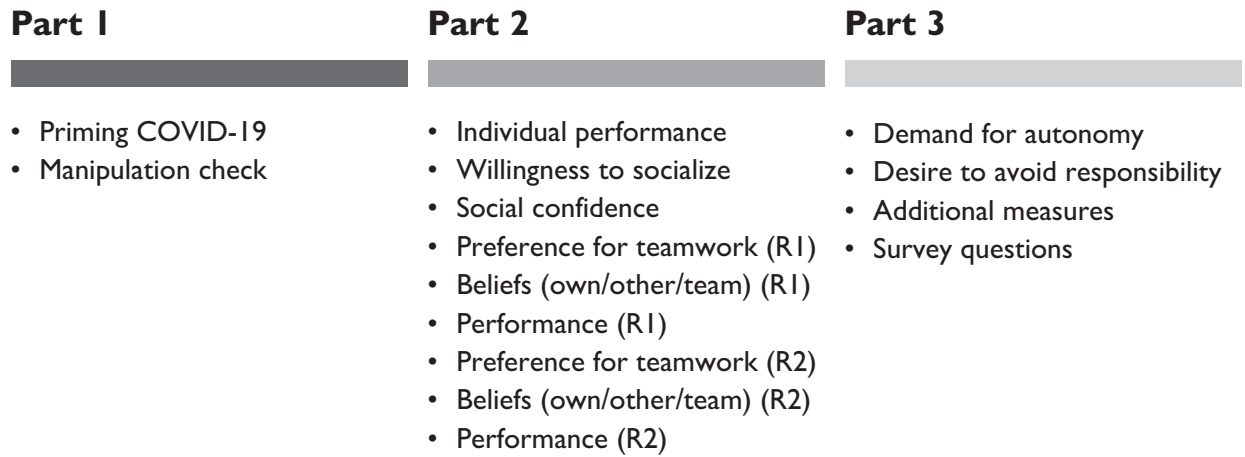 Part 1
• Priming COVID-19
• Manipulation check
Part 2
• Individual performance
• Willingness to socialize
• Social confidence
• Preference for teamwork (R1)
• Beliefs (own/other/team) (R1)
• Performance (R1)
• Preference for teamwork (R2)
• Beliefs (own/other/team) (R2)
• Performance (R2)
Part 3
• Demand for autonomy
• Desire to avoid responsibility
• Additional measures
• Survey questions